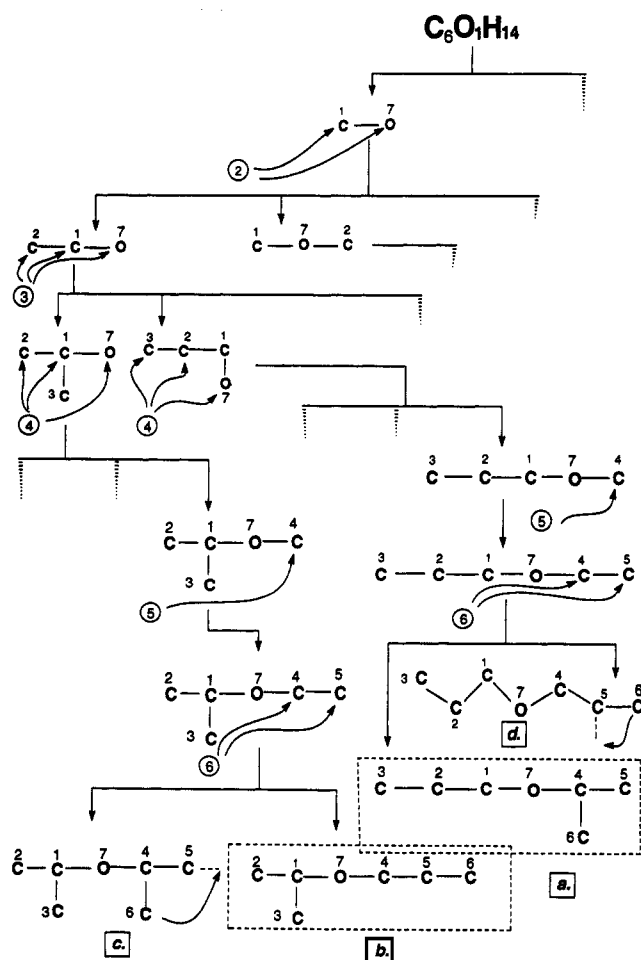 C6O1H14
1 7
C O
2
2 1 7
C C O
1 7 2
C O C
3
2 1 7
C C O
3 C
3 2 1
C C C
O
7
4
4
3 2 1 7 4
C C C O C
5
2 1 7 4
C C O C
C
3
5
3 2 1 7 4 5
C C C O C C
6
2 1 7 4 5
C C O C C
3 C
6
3 C C 2 1 C O 7 4 C C 5 C 6
d.
3 2 1 7 4 5
C C C O C C
6 C
a.
2 1 7 4 5
C C O C C
3 C 6 C
c.
2 1 7 4 5 6
C C O C C C
3 C
b.